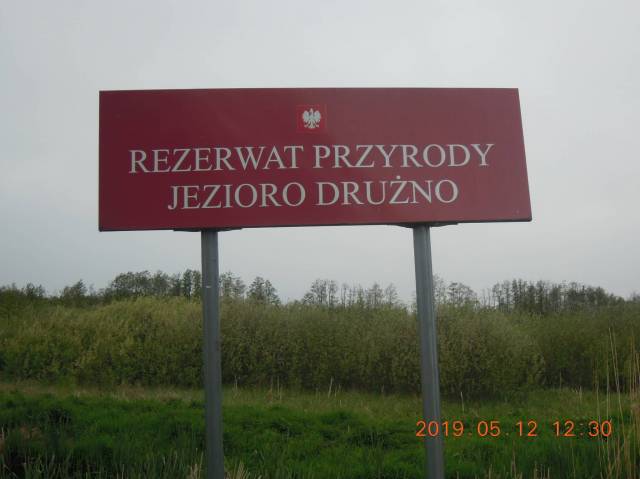 REZERWAT PRZYRODY
JEZIORO DRUŻNO
2019.05.12 12:30